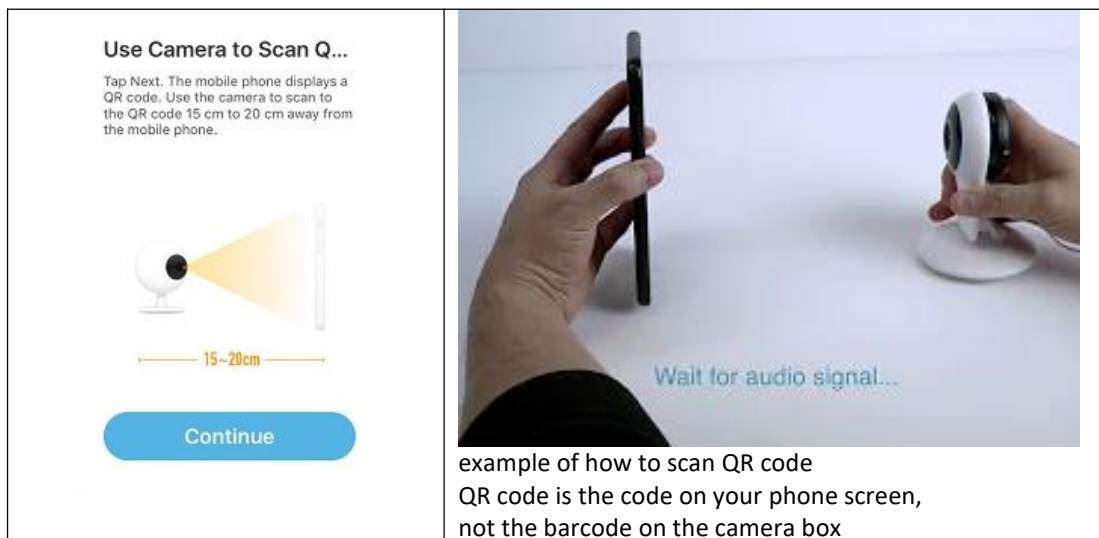 Use Camera to Scan Q...
Tap Next. The mobile phone displays a
QR code. Use the camera to scan to
the QR code 15 cm to 20 cm away from
the mobile phone.
15~20cm
Continue
Wait for audio signal...
example of how to scan QR code
QR code is the code on your phone screen,
not the barcode on the camera box